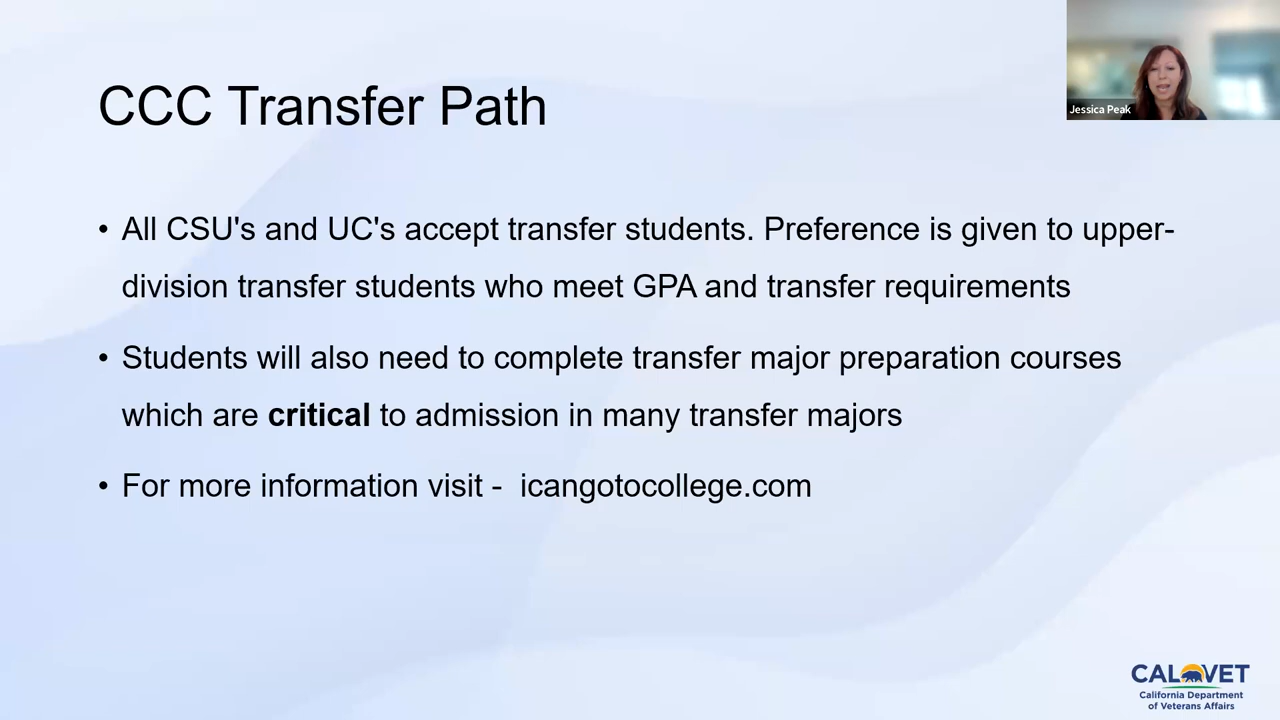 Jessica Peak
CCC Transfer Path
• All CSU's and UC's accept transfer students. Preference is given to upper-
division transfer students who meet GPA and transfer requirements
• Students will also need to complete transfer major preparation courses
which are critical to admission in many transfer majors
• For more information visit - icangotocollege.com
CALVET
California Department
of Veterans Affairs